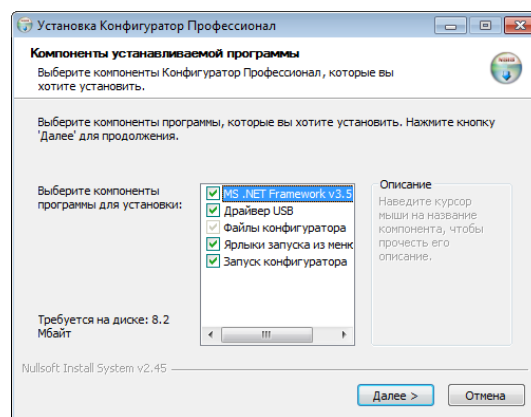 Установка Конфигуратор Профессионал
Компоненты устанавливаемой программы
Выберите компоненты Конфигуратор Профессионал, которые вы
хотите установить.
Выберите компоненты программы, которые вы хотите установить. Нажмите кнопку
'Далее' для продолжения.
Выберите компоненты
программы для установки:
MS .NET Framework v3.5
Драйвер USB
Файлы конфигуратора
Ярлыки запуска из меню
Запуск конфигуратора
Описание
Наведите курсор
мыши на название
компонента, чтобы
прочесть его
описание.
Требуется на диске: 8.2
Мбайт
Nullsoft Install System v2.45
Далее >
Отмена